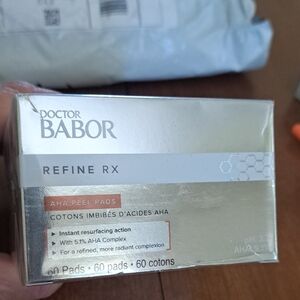 DOCTOR
BABOR
REFINE RX
AHA PEEL PADS
COTONS IMBIBÉS D'ACIDES AHA
Instant resurfacing action
With 5.1% AHA Complex
For a refined, more radiant complexion
60 Pads • 60 pads • 60 cotons